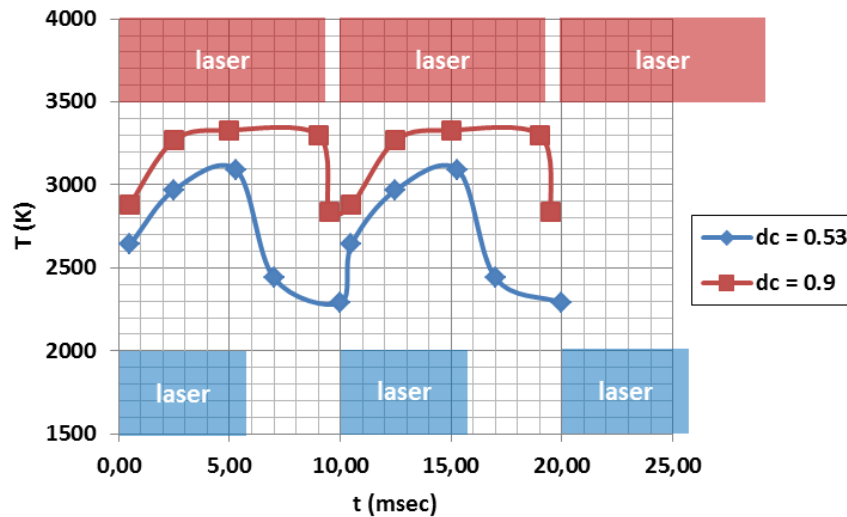 4000
laser laser laser
3500
3000
T (K)
2500
dc = 0.53
dc = 0.9
2000
laser laser laser
1500
0,00 5,00 10,00 15,00 20,00 25,00
t (msec)